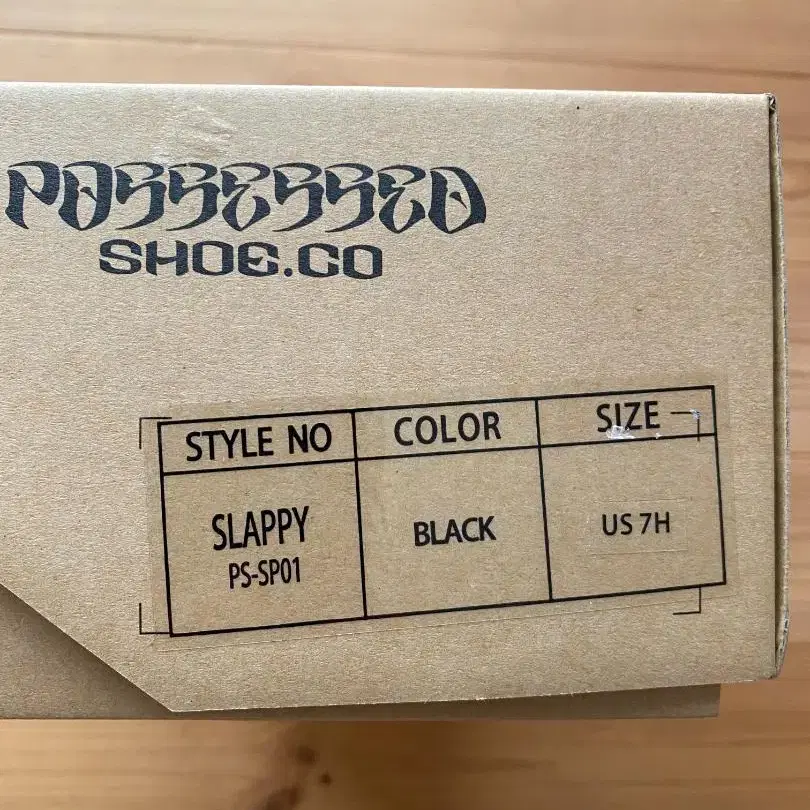 POSSESSED
SHOE.CO
STYLE NO COLOR SIZE
SLAPPY BLACK US 7H
PS-SP01